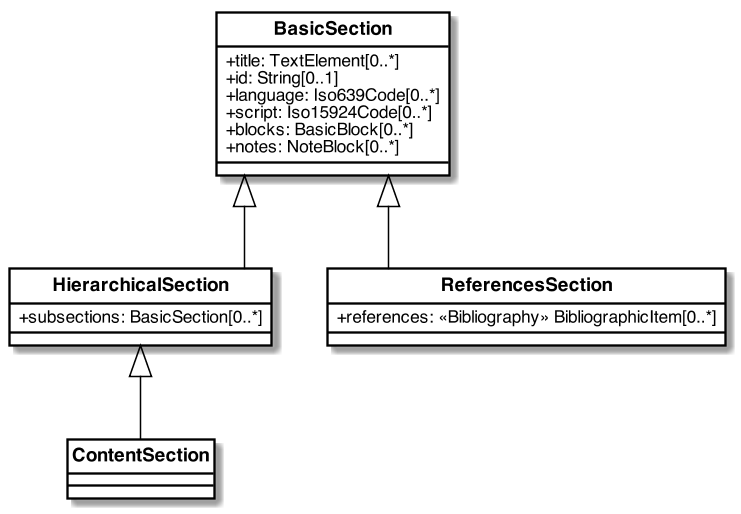 BasicSection
+title: TextElement[0..*]
+id: String[0..1]
+language: Iso639Code[0..*]
+script: Iso15924Code[0..*]
+blocks: BasicBlock[0..*]
+notes: NoteBlock[0..*]
HierarchicalSection
+subsections: BasicSection[0..*]
ReferencesSection
+references: «Bibliography» BibliographicItem[0..*]
ContentSection